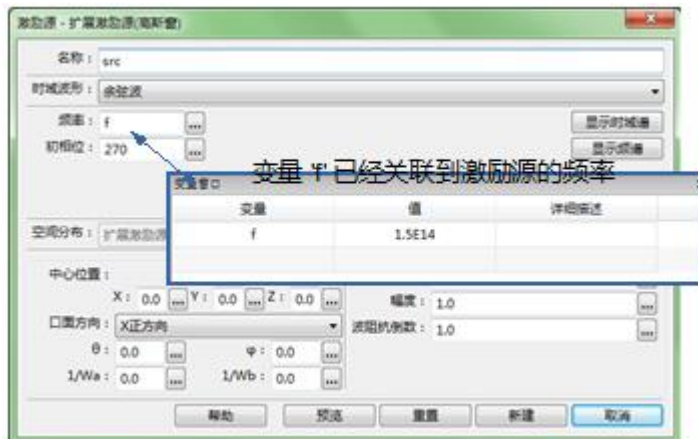 激励源 - 扩展激励源(高斯窗)
名称： src
时域波形： 余弦波
频率： f ... 显示时域谱
初相位： 270 ... 显示频谱
变量 'f' 已经关联到激励源的频率
变量窗口
变量 值 详细描述
f 1.5E14
空间分布： 扩展激励源
中心位置：
X： 0.0 ... Y： 0.0 ... Z： 0.0 ... 幅度： 1.0 ...
口面方向： X正方向 波阻抗倒数： 1.0 ...
θ： 0.0 ... φ： 0.0 ...
1/Wa： 0.0 ... 1/Wb： 0.0 ...
帮助 预览 重置 新建 取消